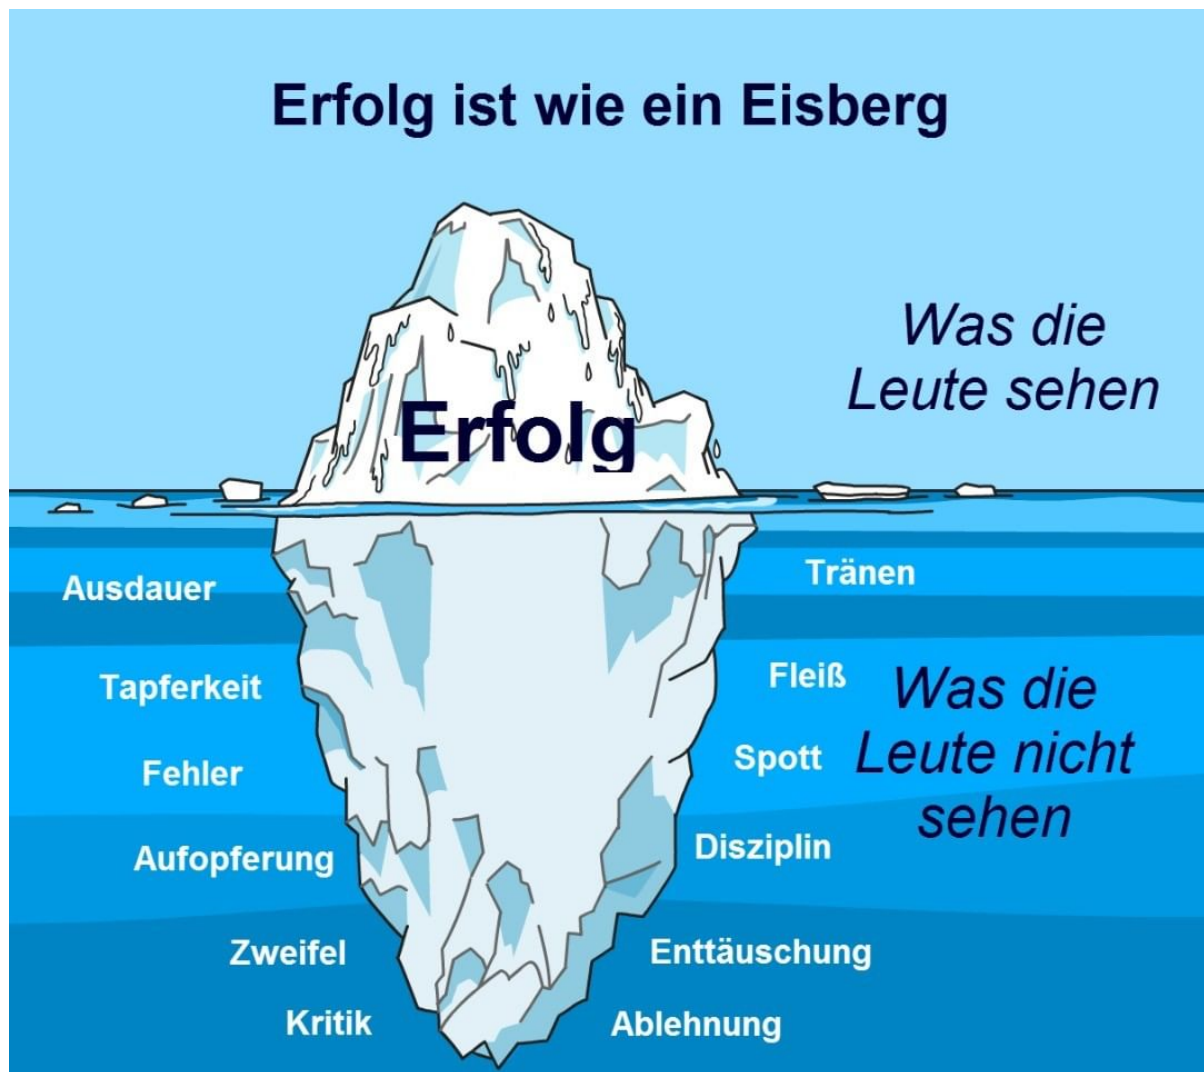 Erfolg ist wie ein Eisberg
Was die
Leute sehen
Erfolg
Ausdauer
Tränen
Tapferkeit
Fleiß
Was die
Leute nicht
sehen
Fehler
Spott
Aufopferung
Disziplin
Zweifel
Enttäuschung
Kritik
Ablehnung